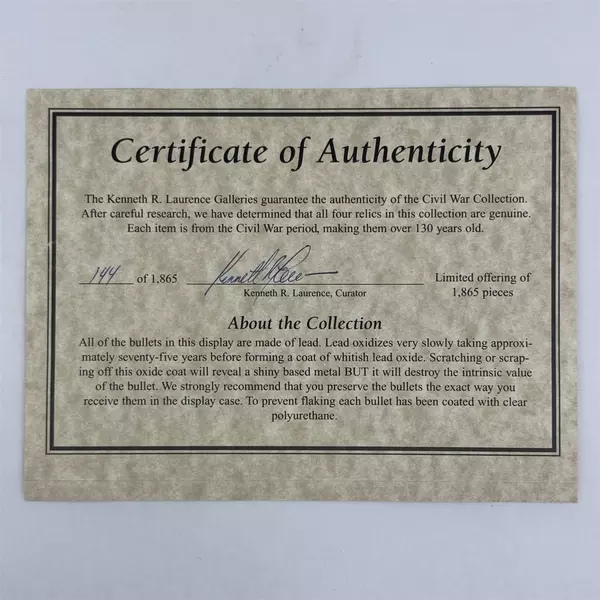 Certificate of Authenticity
The Kenneth R. Laurence Galleries guarantee the authenticity of the Civil War Collection.
After careful research, we have determined that all four relics in this collection are genuine.
Each item is from the Civil War period, making them over 130 years old.
144 of 1,865
Kenneth R. Laurence, Curator
Limited offering of
1,865 pieces
About the Collection
All of the bullets in this display are made of lead. Lead oxidizes very slowly taking approxi-
mately seventy-five years before forming a coat of whitish lead oxide. Scratching or scrap-
ing off this oxide coat will reveal a shiny based metal BUT it will destroy the intrinsic value
of the bullet. We strongly recommend that you preserve the bullets the exact way you
receive them in the display case. To prevent flaking each bullet has been coated with clear
polyurethane.